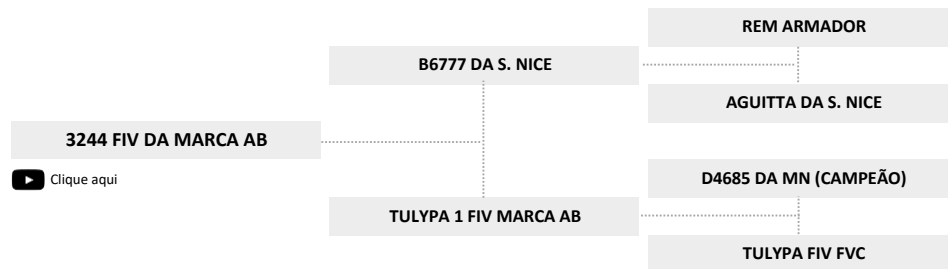 REM ARMADOR
B6777 DA S. NICE
AGUITTA DA S. NICE
3244 FIV DA MARCA AB
Clique aqui
D4685 DA MN (CAMPEÃO)
TULYPA 1 FIV MARCA AB
TULYPA FIV FVC